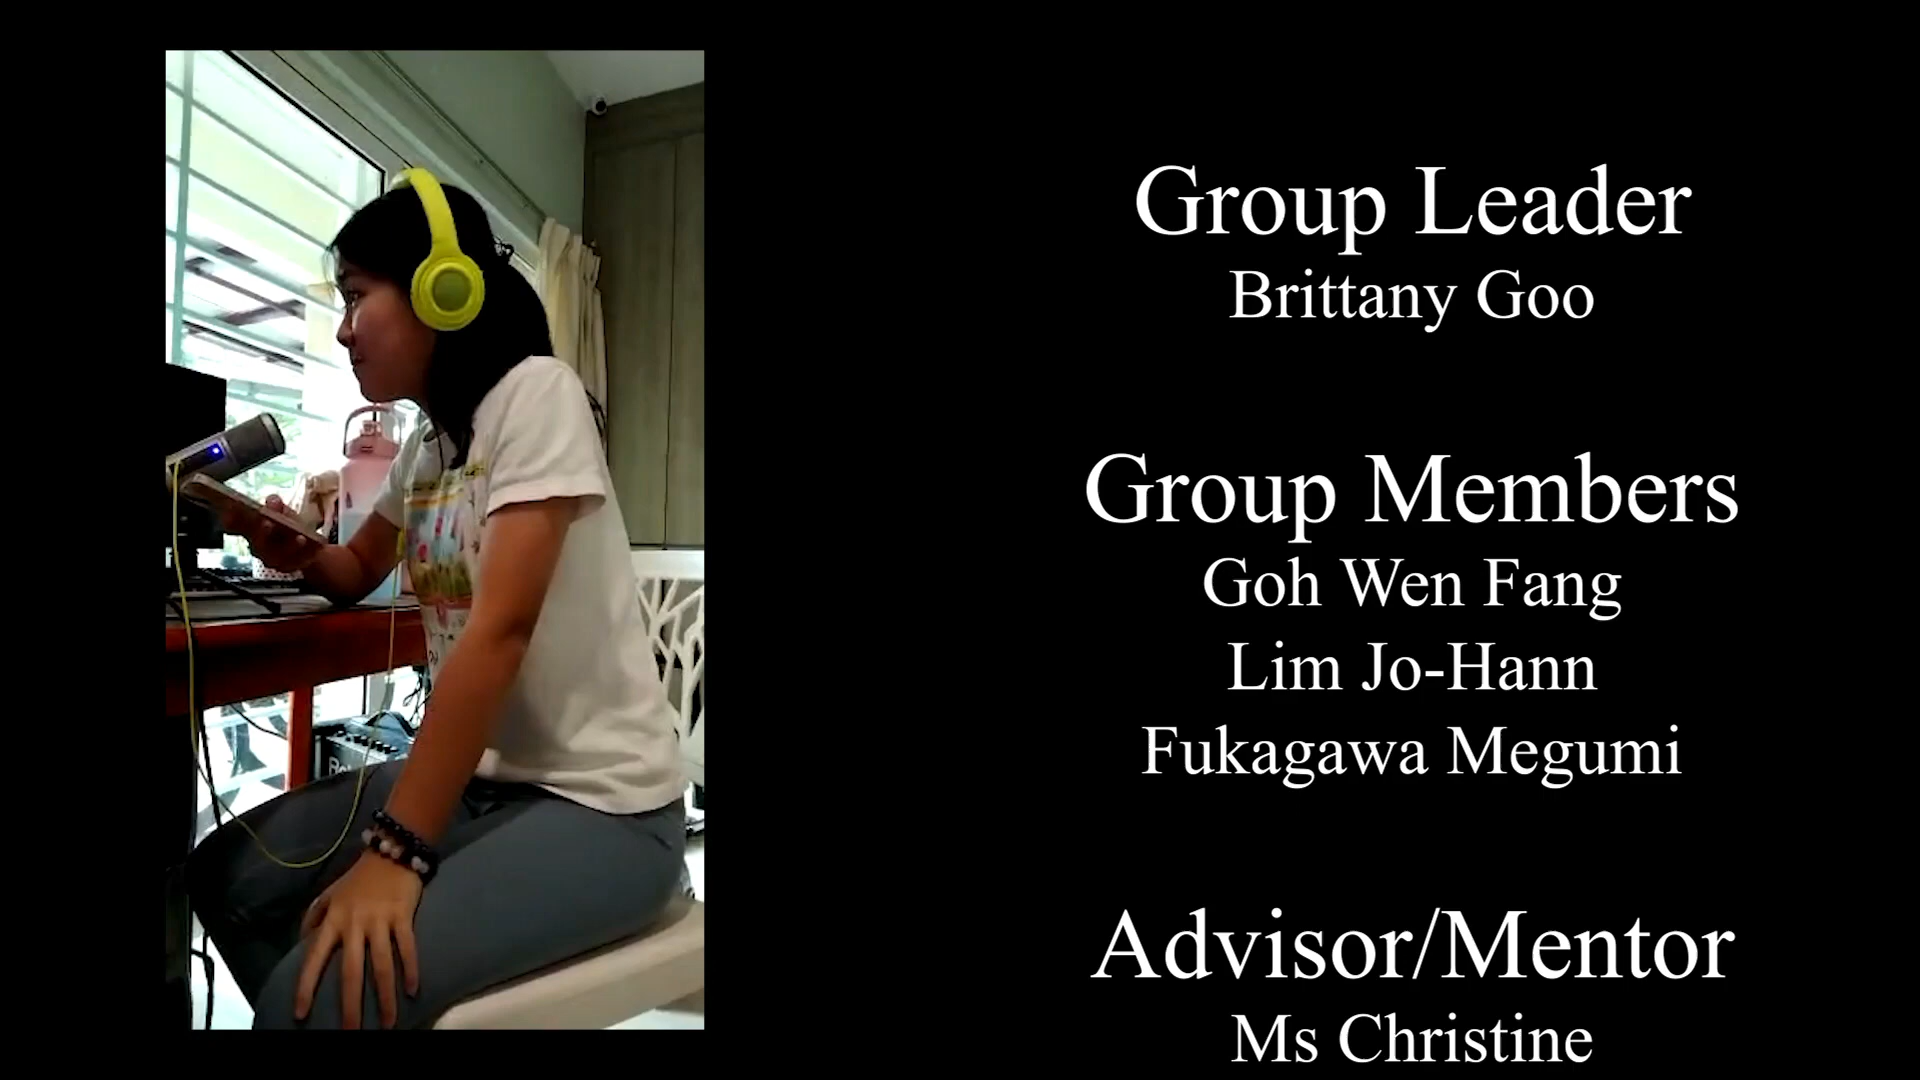 Group Leader
Brittany Goo
Group Members
Goh Wen Fang
Lim Jo-Hann
Fukagawa Megumi
Advisor/Mentor
Ms Christine